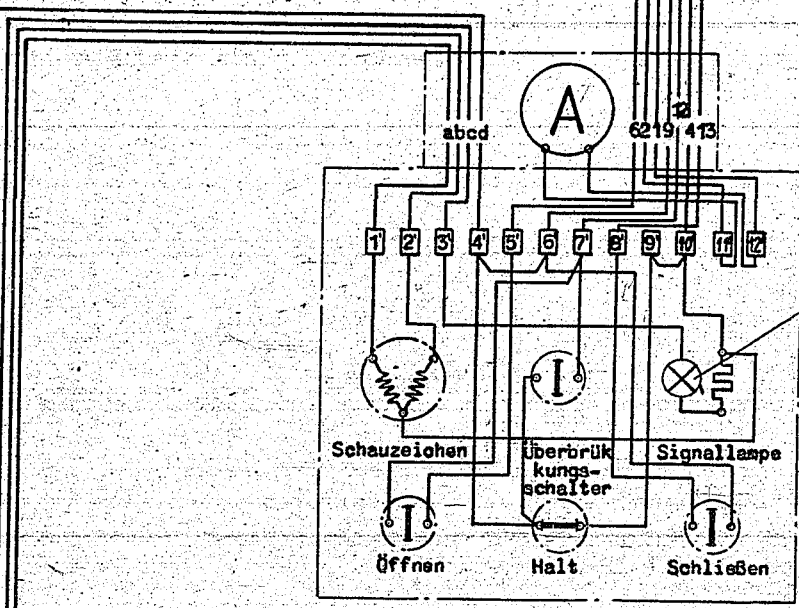 A
12
abcd
6219 413
1' 2' 3' 4' 5' 6' 7' 8' 9' 10' 11' 12'
Schauzeichen
Überbrük
kungs-
schalter
Signallampe
Öffnen
Halt
Schließen